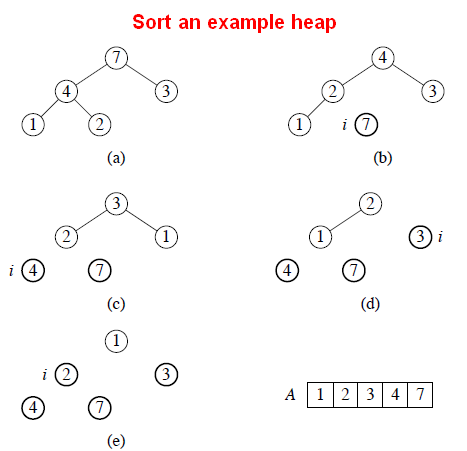 Sort an example heap
7
4 3
1 2
(a)
4
2 3
1 i 7
(b)
3
2 1
i 4 7
(c)
2
1 3 i
4 7
(d)
1
i 2 3
4 7
(e)
A 1 2 3 4 7